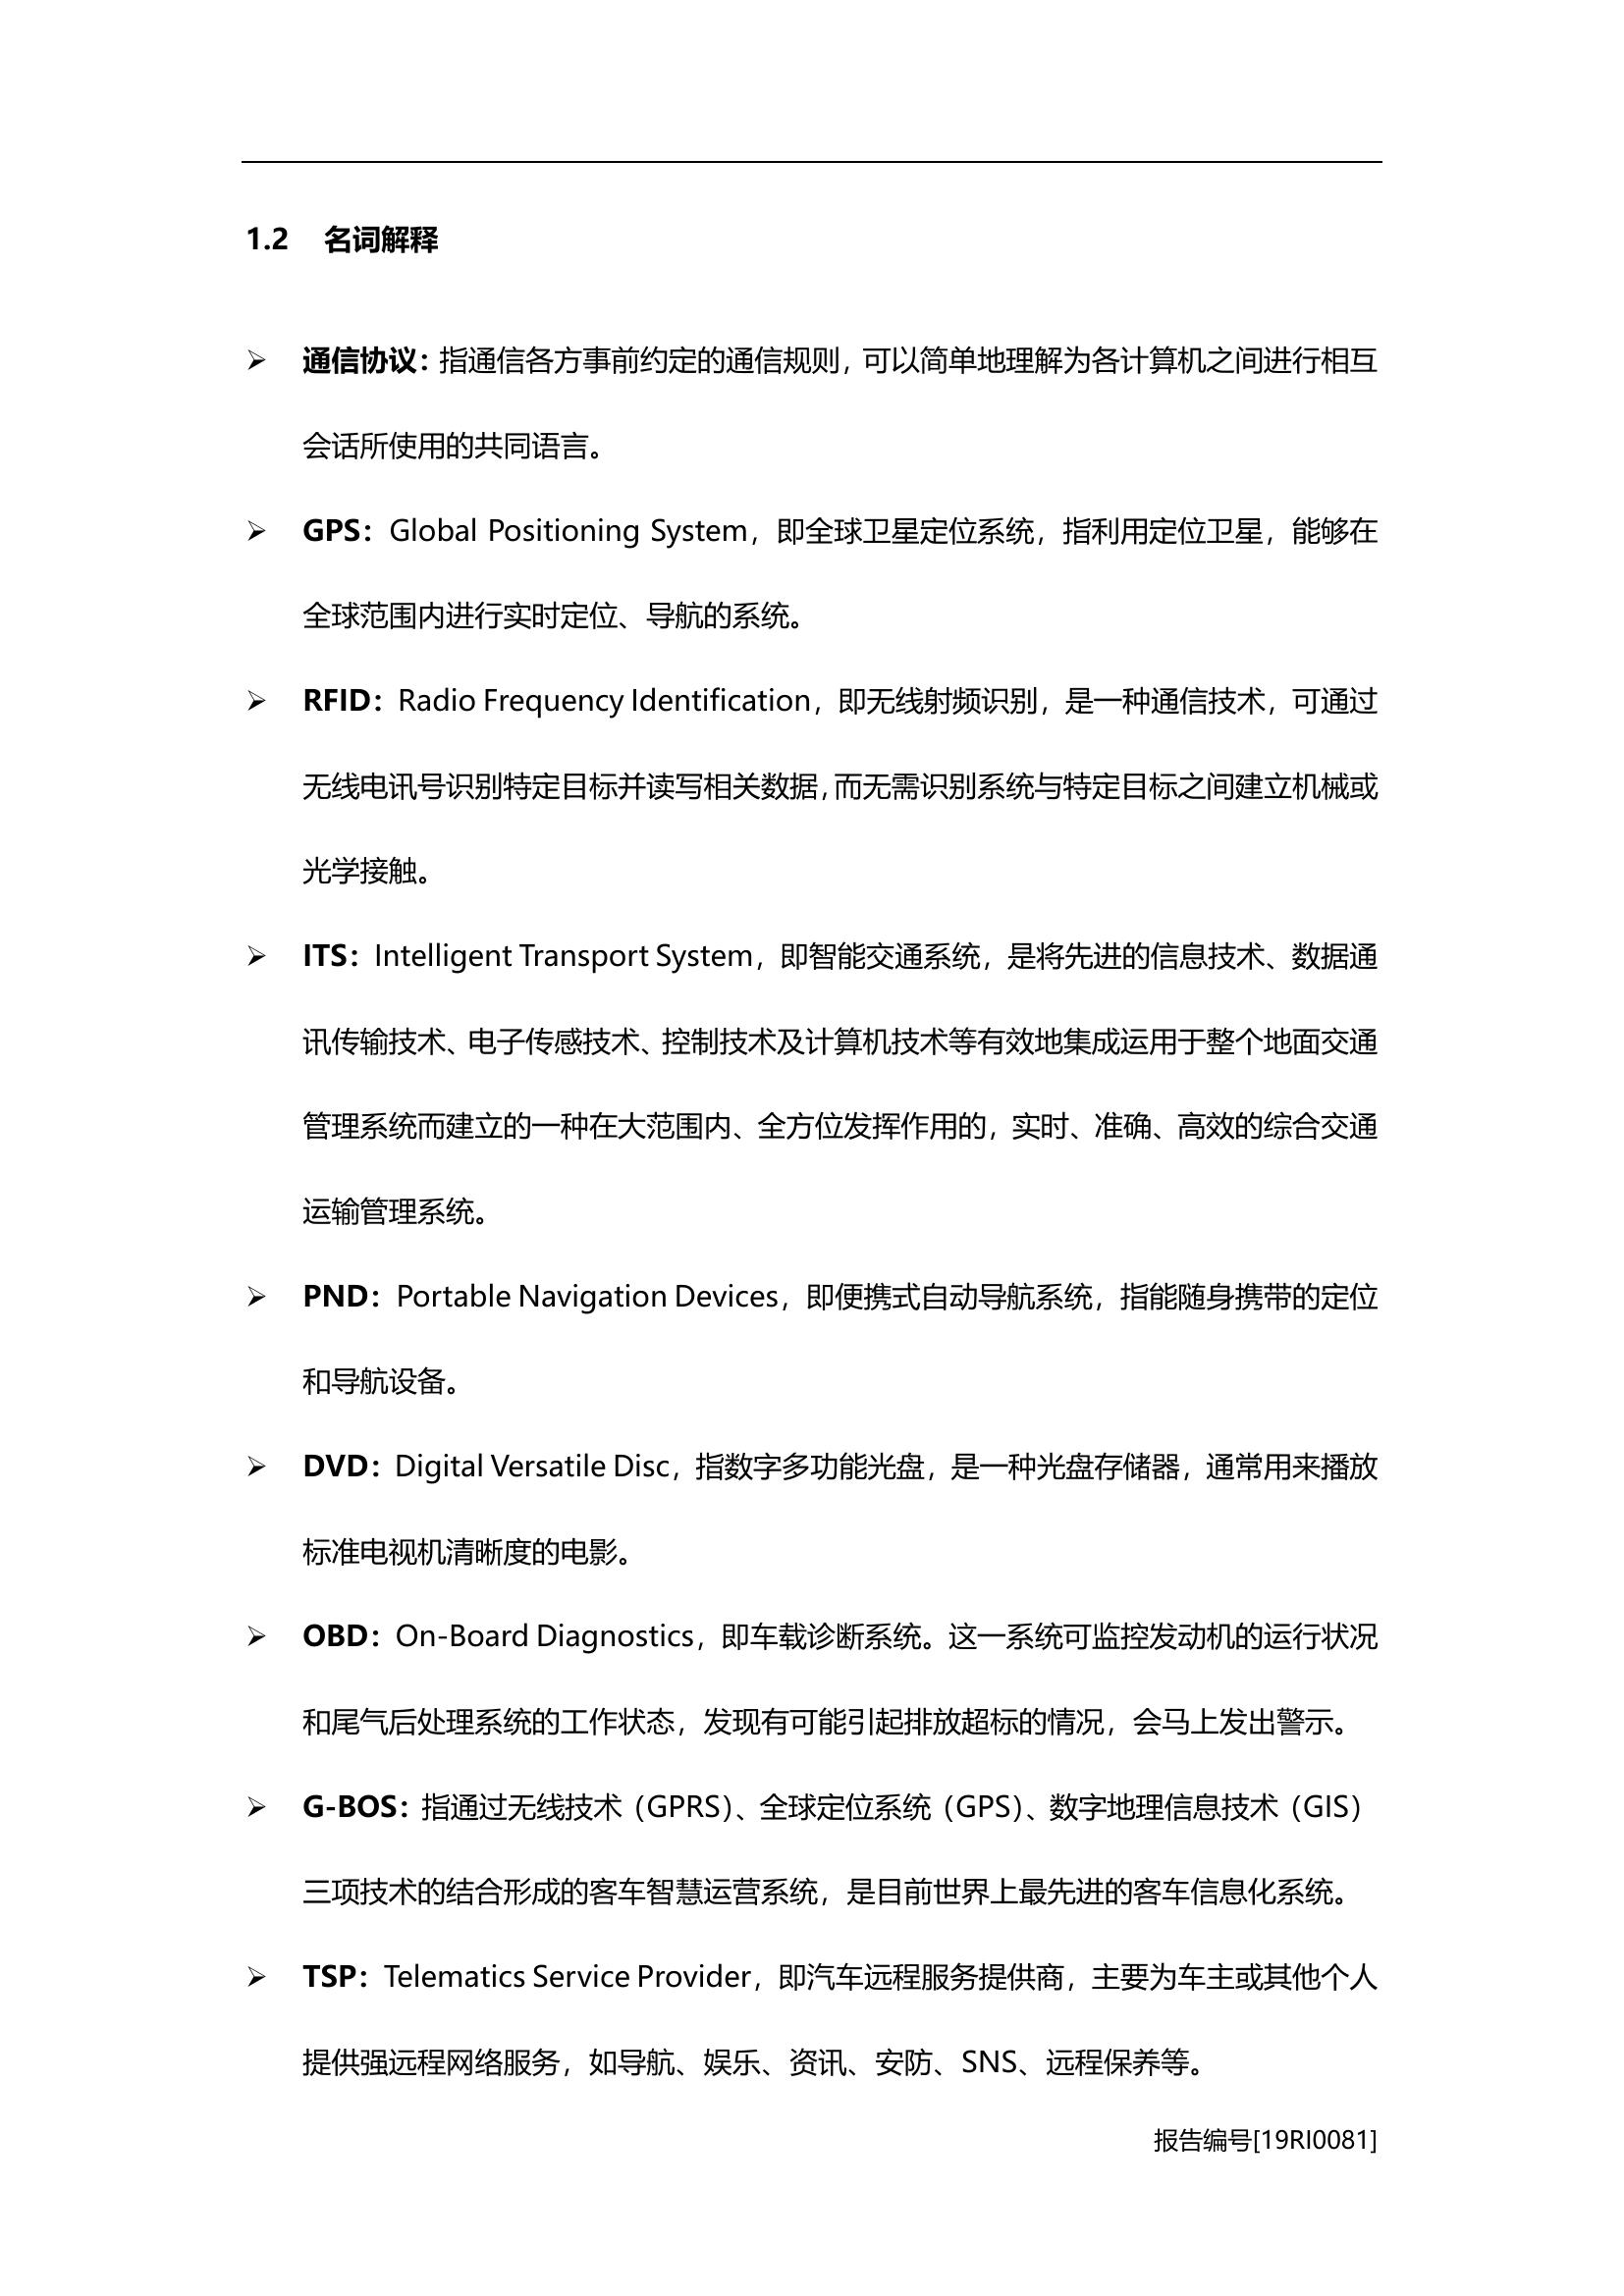 1.2 名词解释
➢ 通信协议：指通信各方事前约定的通信规则，可以简单地理解为各计算机之间进行相互
会话所使用的共同语言。
➢ GPS：Global Positioning System，即全球卫星定位系统，指利用定位卫星，能够在
全球范围内进行实时定位、导航的系统。
➢ RFID：Radio Frequency Identification，即无线射频识别，是一种通信技术，可通过
无线电讯号识别特定目标并读写相关数据，而无需识别系统与特定目标之间建立机械或
光学接触。
➢ ITS：Intelligent Transport System，即智能交通系统，是将先进的信息技术、数据通
讯传输技术、电子传感技术、控制技术及计算机技术等有效地集成运用于整个地面交通
管理系统而建立的一种在大范围内、全方位发挥作用的，实时、准确、高效的综合交通
运输管理系统。
➢ PND：Portable Navigation Devices，即便携式自动导航系统，指能随身携带的定位
和导航设备。
➢ DVD：Digital Versatile Disc，指数字多功能光盘，是一种光盘存储器，通常用来播放
标准电视机清晰度的电影。
➢ OBD：On-Board Diagnostics，即车载诊断系统。这一系统可监控发动机的运行状况
和尾气后处理系统的工作状态，发现有可能引起排放超标的情况，会马上发出警示。
➢ G-BOS：指通过无线技术（GPRS）、全球定位系统（GPS）、数字地理信息技术（GIS）
三项技术的结合形成的客车智慧运营系统，是目前世界上最先进的客车信息化系统。
➢ TSP：Telematics Service Provider，即汽车远程服务提供商，主要为车主或其他个人
提供强远程网络服务，如导航、娱乐、资讯、安防、SNS、远程保养等。
报告编号[19RI0081]